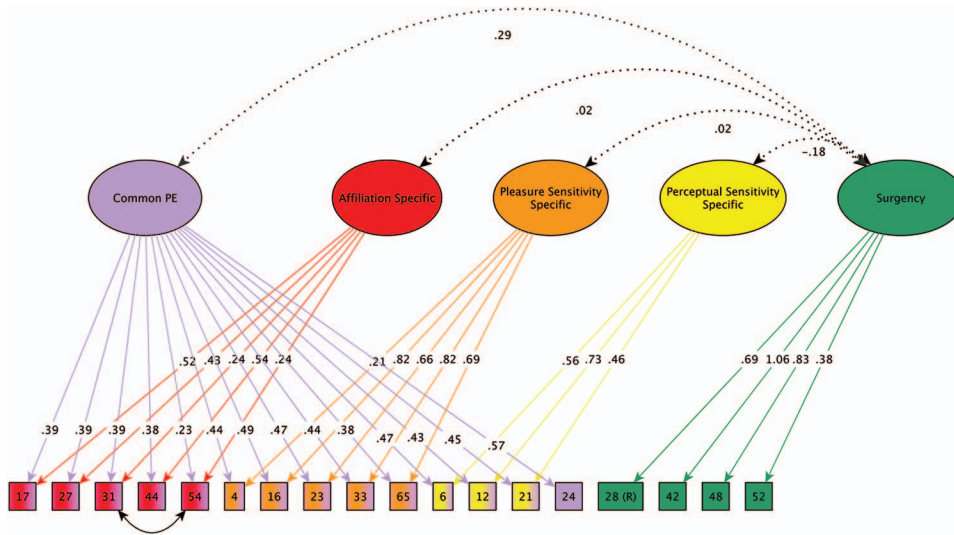 .29
.02
.02
-.18
Common PE
Affiliation Specific
Pleasure Sensitivity
Specific
Perceptual Sensitivity
Specific
Surgency
.52 .43 .24 .54 .24 .21 .82 .66 .82 .69 .56 .73 .46 .69 1.06 .83 .38
.39 .39 .39 .38 .23 .44 .49 .47 .44 .38 .47 .43 .45 .57
17 27 31 44 54 4 16 23 33 65 6 12 21 24 28 (R) 42 48 52